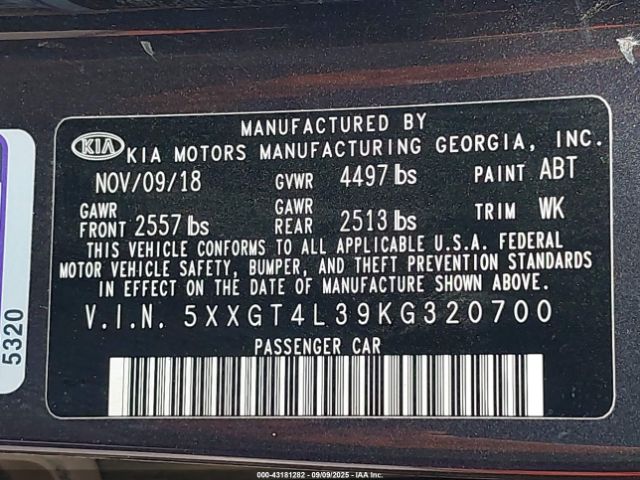 MANUFACTURED BY
KIA KIA MOTORS MANUFACTURING GEORGIA, INC.
NOV/09/18 GVWR 4497 lbs PAINT ABT
GAWR FRONT 2557 lbs GAWR REAR 2513 lbs TRIM WK
THIS VEHICLE CONFORMS TO ALL APPLICABLE U.S.A. FEDERAL
MOTOR VEHICLE SAFETY, BUMPER, AND THEFT PREVENTION STANDARDS
IN EFFECT ON THE DATE OF MANUFACTURE SHOWN ABOVE.
V.I.N. 5XXGT4L39KG320700
PASSENGER CAR
5320
000-43181282 - 09/09/2025 - IAA Inc.